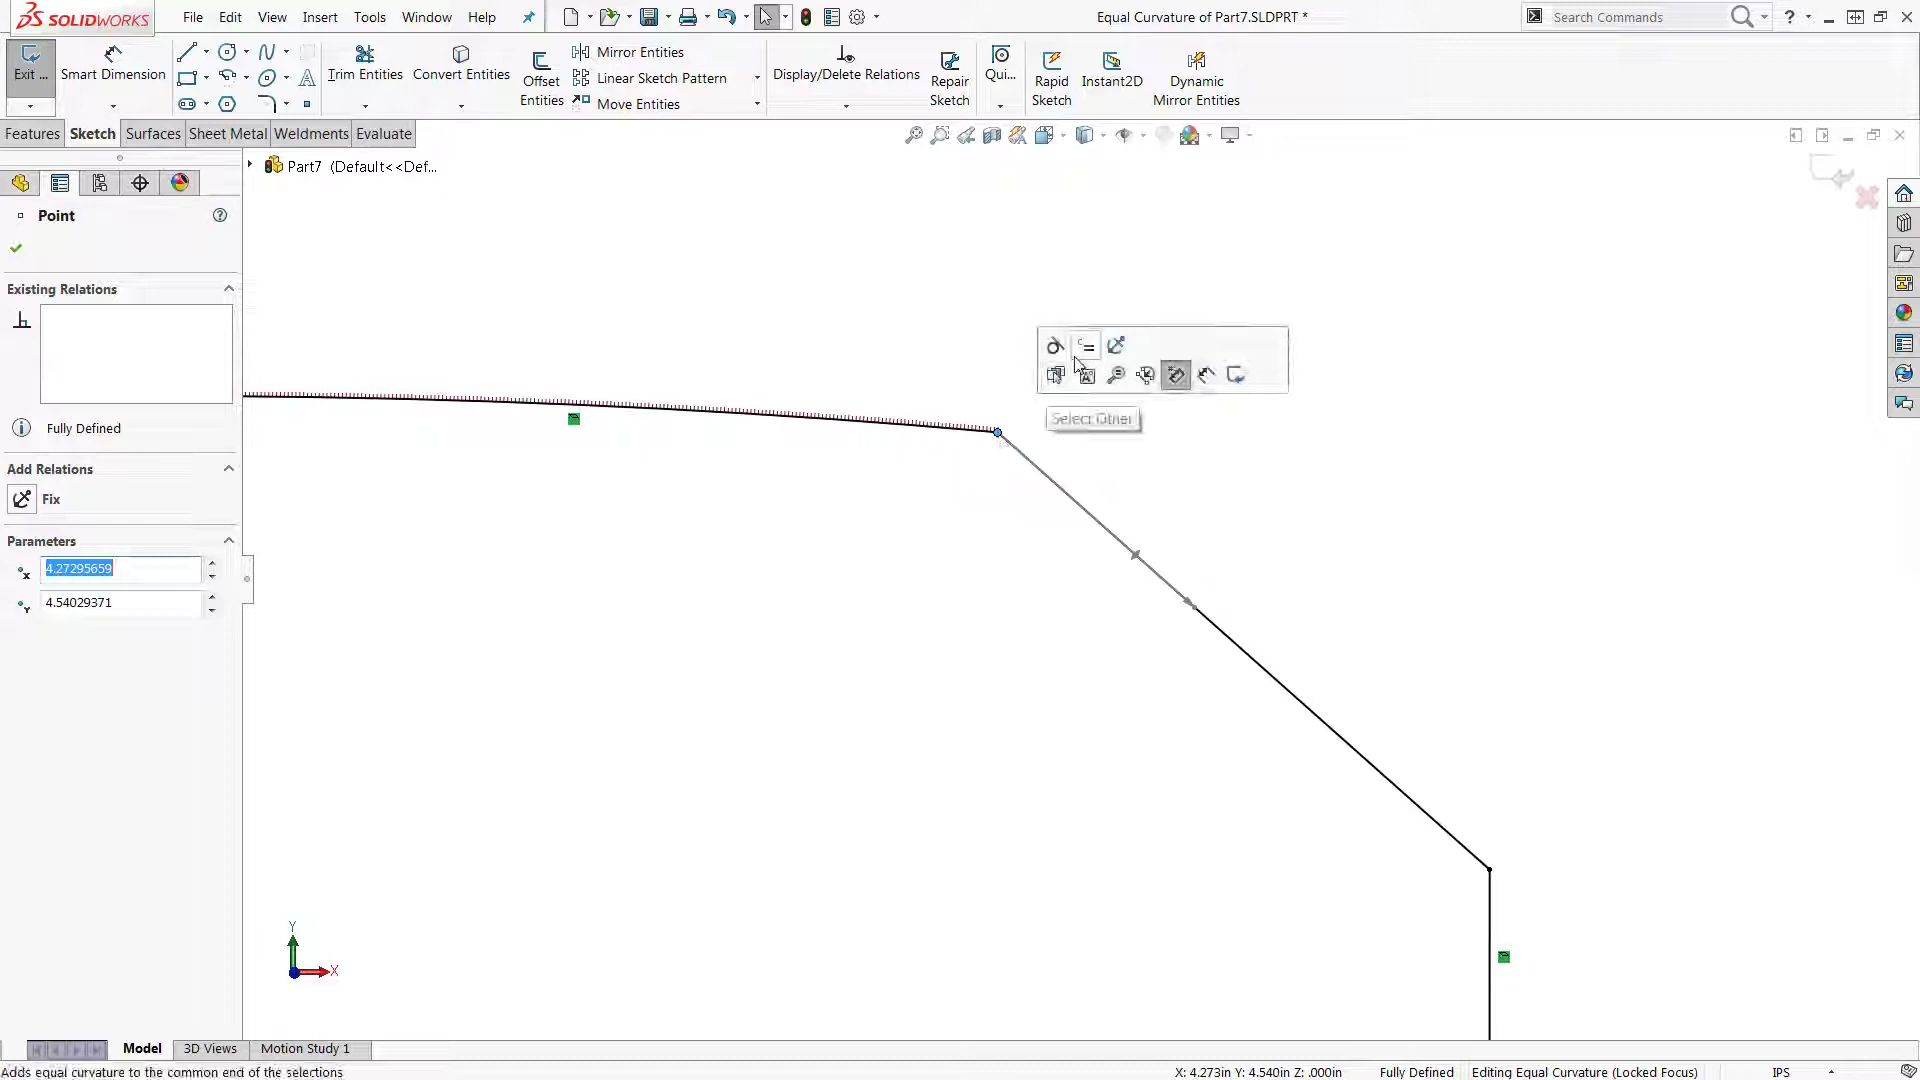 SOLIDWORKS File Edit View Insert Tools Window Help Equal Curvature of Part7.SLDPRT * Search Commands ?
Exit ... Smart Dimension Trim Entities Convert Entities Offset Entities Mirror Entities Linear Sketch Pattern Move Entities Display/Delete Relations Repair Sketch Qui... Rapid Sketch Instant2D Dynamic Mirror Entities
Features Sketch Surfaces Sheet Metal Weldments Evaluate
Part7 (Default<<Def...
Point ?
Existing Relations
Fully Defined
Add Relations
Fix
Parameters
x 4.27295659
Y 4.54029371
Select Other
Y
X
Model 3D Views Motion Study 1
Adds equal curvature to the common end of the selections X: 4.273in Y: 4.540in Z: .000in Fully Defined Editing Equal Curvature (Locked Focus) IPS